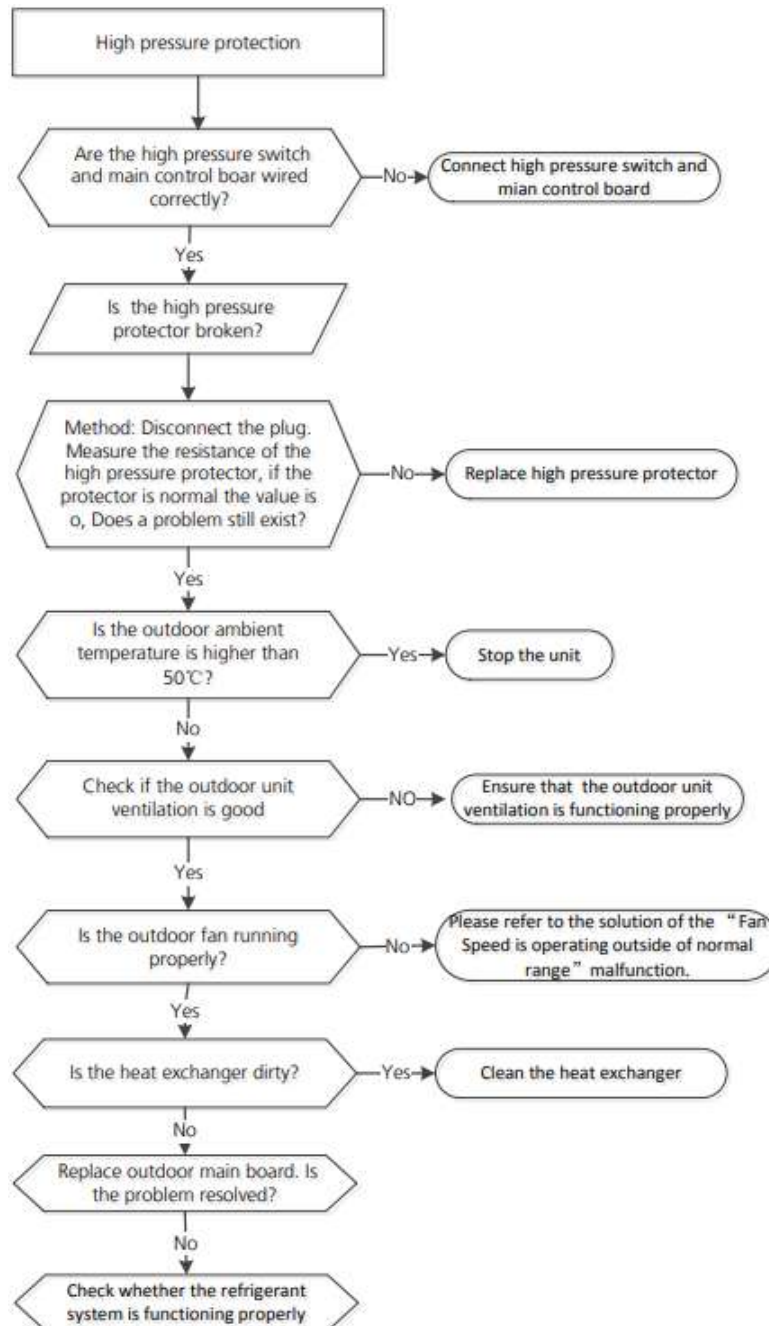 High pressure protection
Are the high pressure switch
and main control boar wired
correctly?
No
Connect high pressure switch and
mian control board
Yes
Is the high pressure
protector broken?
Method: Disconnect the plug.
Measure the resistance of the
high pressure protector, if the
protector is normal the value is
o, Does a problem still exist?
No
Replace high pressure protector
Yes
Is the outdoor ambient
temperature is higher than
50℃?
Yes
Stop the unit
No
Check if the outdoor unit
ventilation is good
NO
Ensure that the outdoor unit
ventilation is functioning properly
Yes
Is the outdoor fan running
properly?
No
Please refer to the solution of the “Fan
Speed is operating outside of normal
range” malfunction.
Yes
Is the heat exchanger dirty?
Yes
Clean the heat exchanger
No
Replace outdoor main board. Is
the problem resolved?
No
Check whether the refrigerant
system is functioning properly